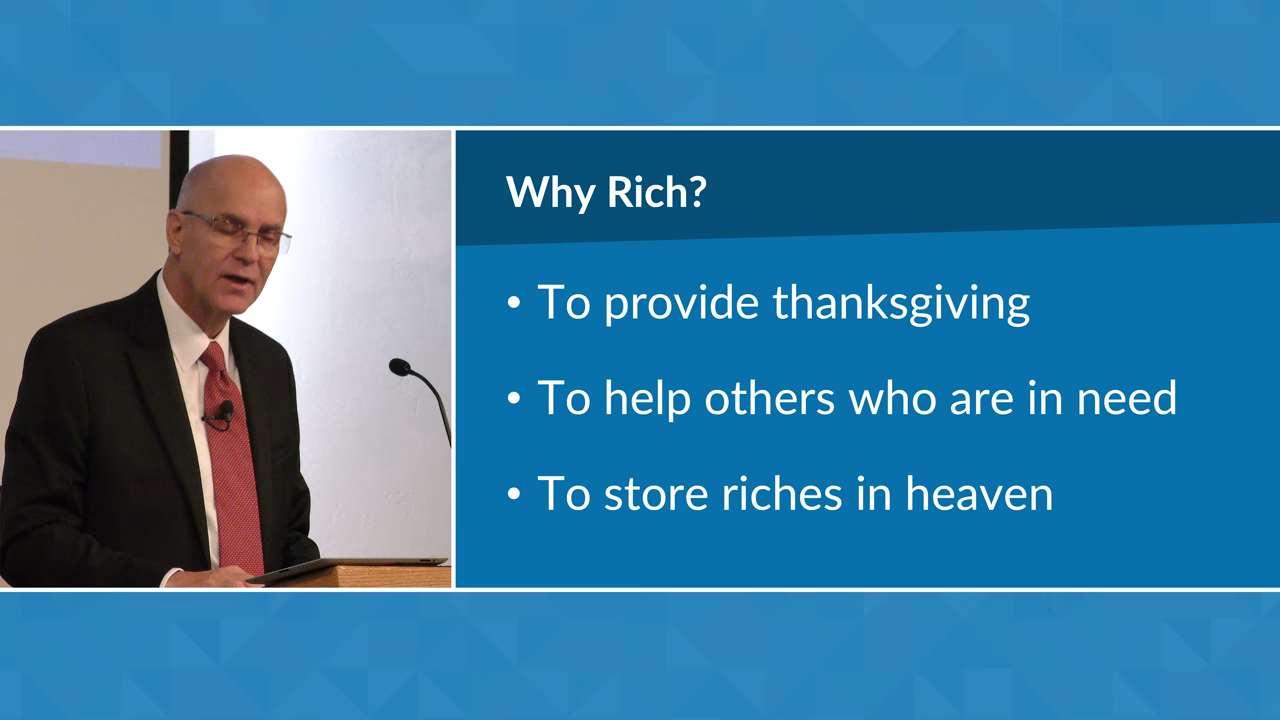 Why Rich?
• To provide thanksgiving
• To help others who are in need
• To store riches in heaven